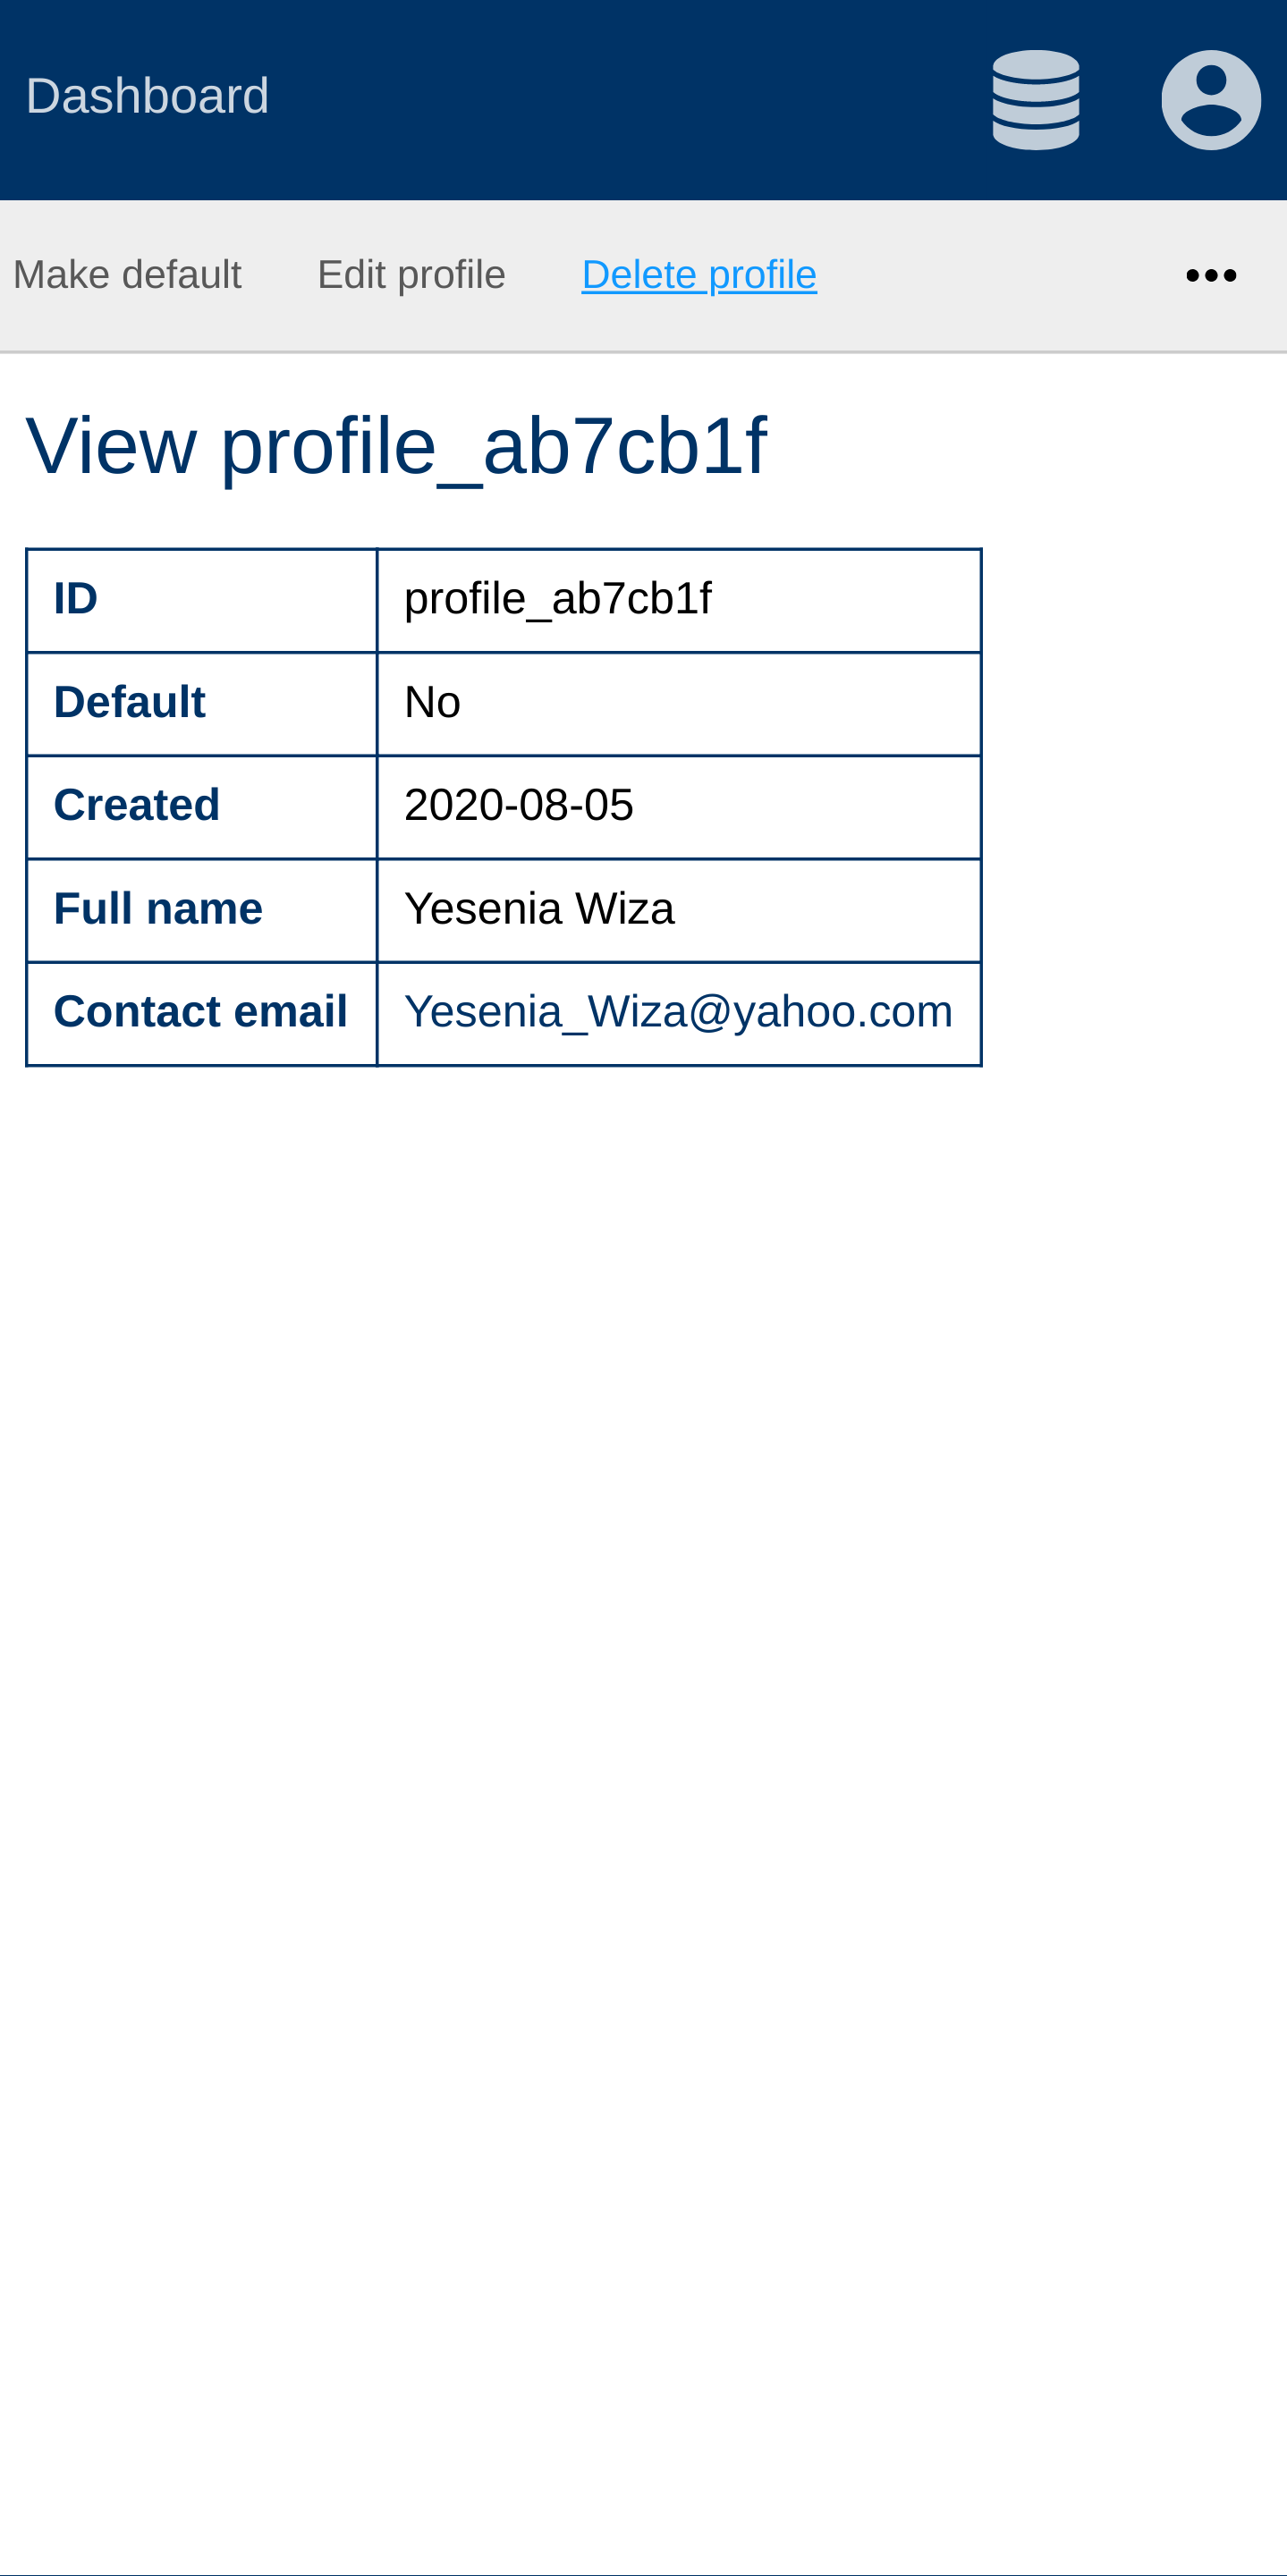 Dashboard
Make default Edit profile Delete profile
View profile_ab7cb1f
ID profile_ab7cb1f
Default No
Created 2020-08-05
Full name Yesenia Wiza
Contact email Yesenia_Wiza@yahoo.com